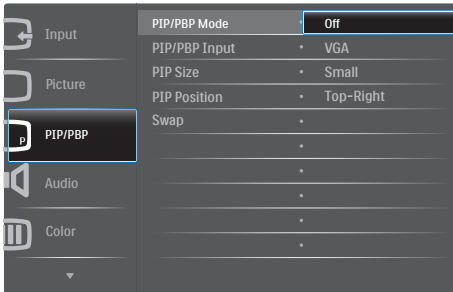 Input
Picture
P
PIP/PBP
Audio
Color
PIP/PBP Mode • Off
PIP/PBP Input • VGA
PIP Size • Small
PIP Position • Top-Right
Swap •